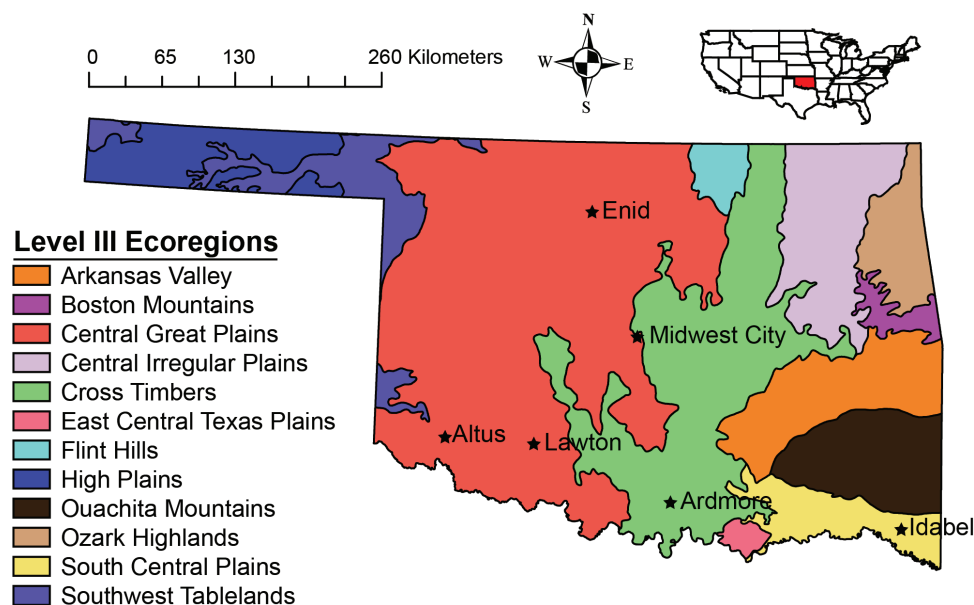 N
0 65 130 260 Kilometers
W E
S
Enid
Level III Ecoregions
Arkansas Valley
Boston Mountains
Central Great Plains
Midwest City
Central Irregular Plains
Cross Timbers
East Central Texas Plains
Altus
Lawton
Flint Hills
High Plains
Ouachita Mountains
Ardmore
Idabel
Ozark Highlands
South Central Plains
Southwest Tablelands